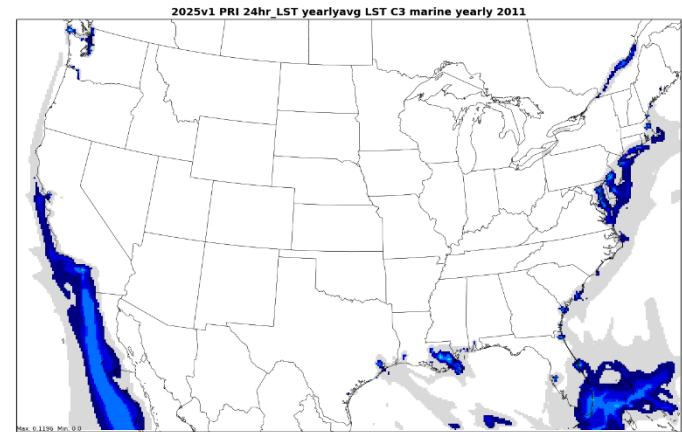 2025v1 PRI 24hr_LST yearlyavg LST C3 marine yearly 2011
Max: 0.1196 Min: 0.0